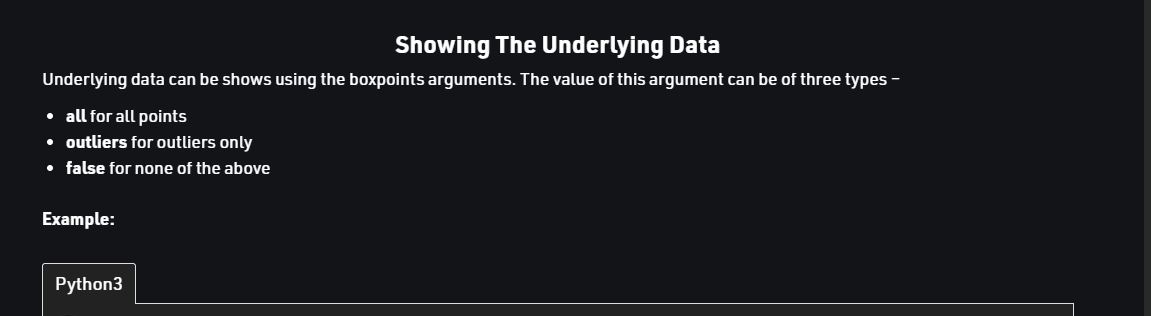 Showing The Underlying Data
Underlying data can be shows using the boxpoints arguments. The value of this argument can be of three types –
• all for all points
• outliers for outliers only
• false for none of the above
Example:
Python3